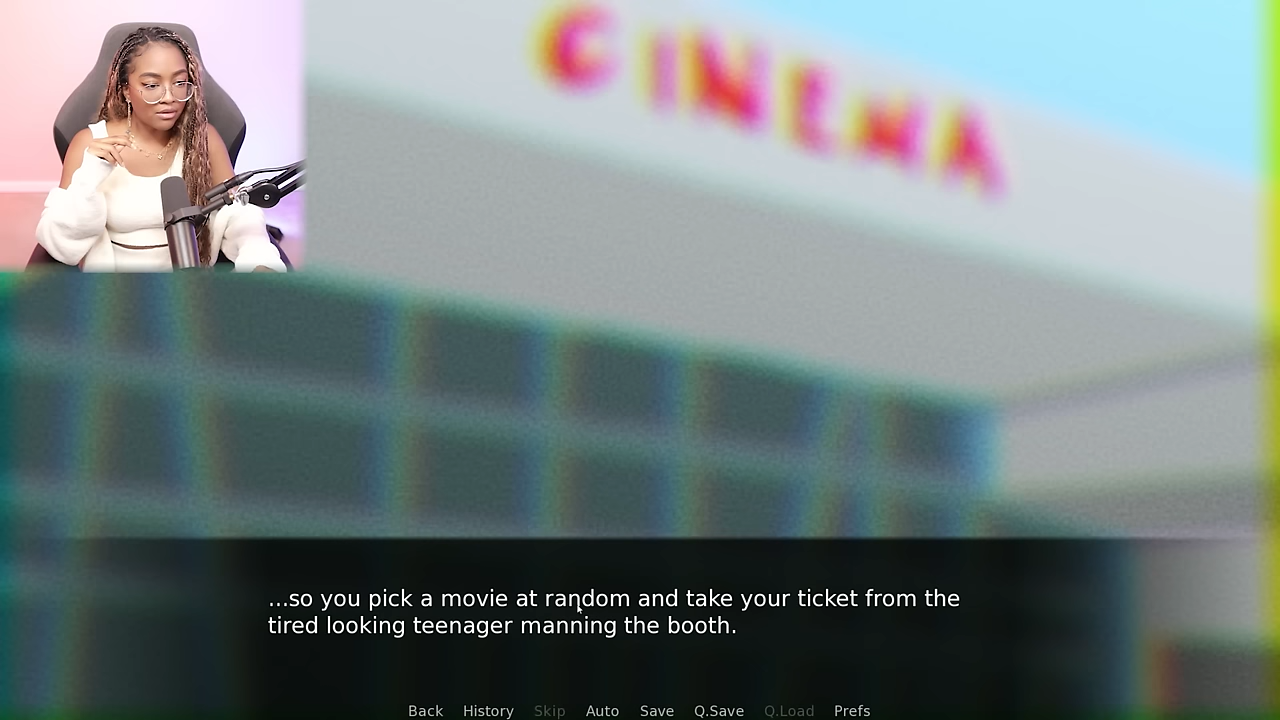 CINEMA
...so you pick a movie at random and take your ticket from the
tired looking teenager manning the booth.
Back History Skip Auto Save Q.Save Q.Load Prefs